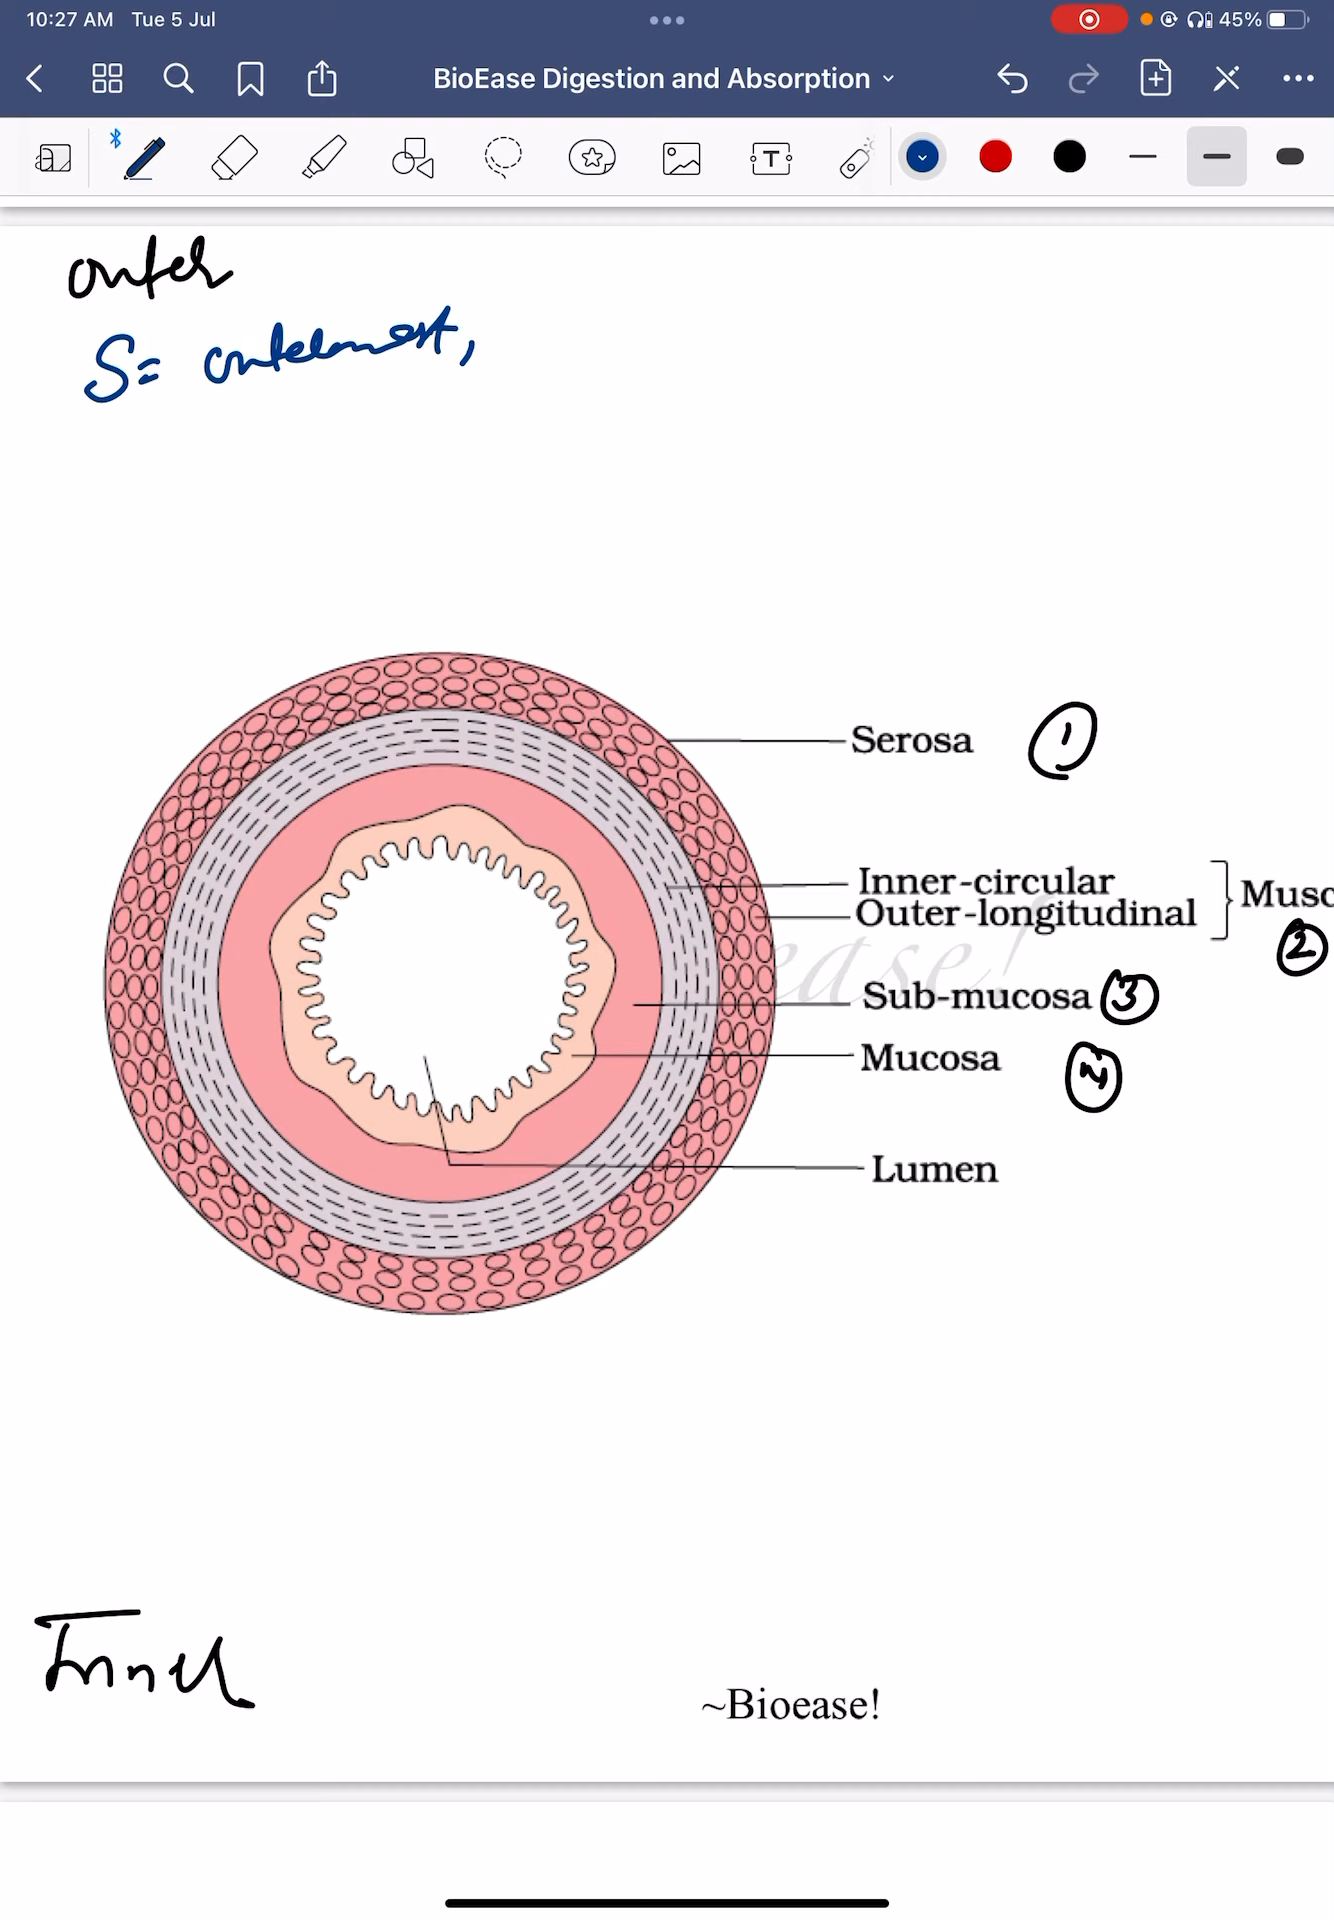 10:27 AM Tue 5 Jul
45%
BioEase Digestion and Absorption
T
outer
S= outermost,
Serosa 1
Inner-circular
Outer-longitudinal
Musc
2
ease!
Sub-mucosa 3
Mucosa 4
Lumen
Inner
~Bioease!